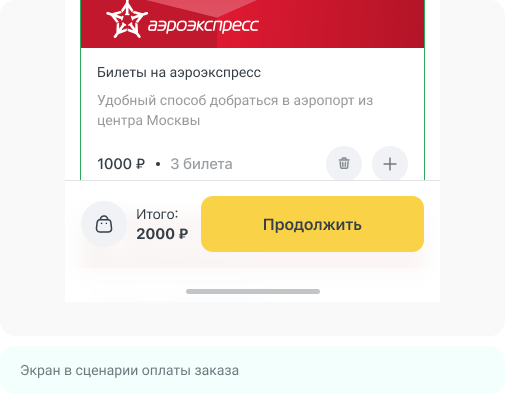 аэроэкспресс
Билеты на аэроэкспресс
Удобный способ добраться в аэропорт из
центра Москвы
1000 ₽ • 3 билета
Итого:
2000 ₽
Продолжить
Экран в сценарии оплаты заказа